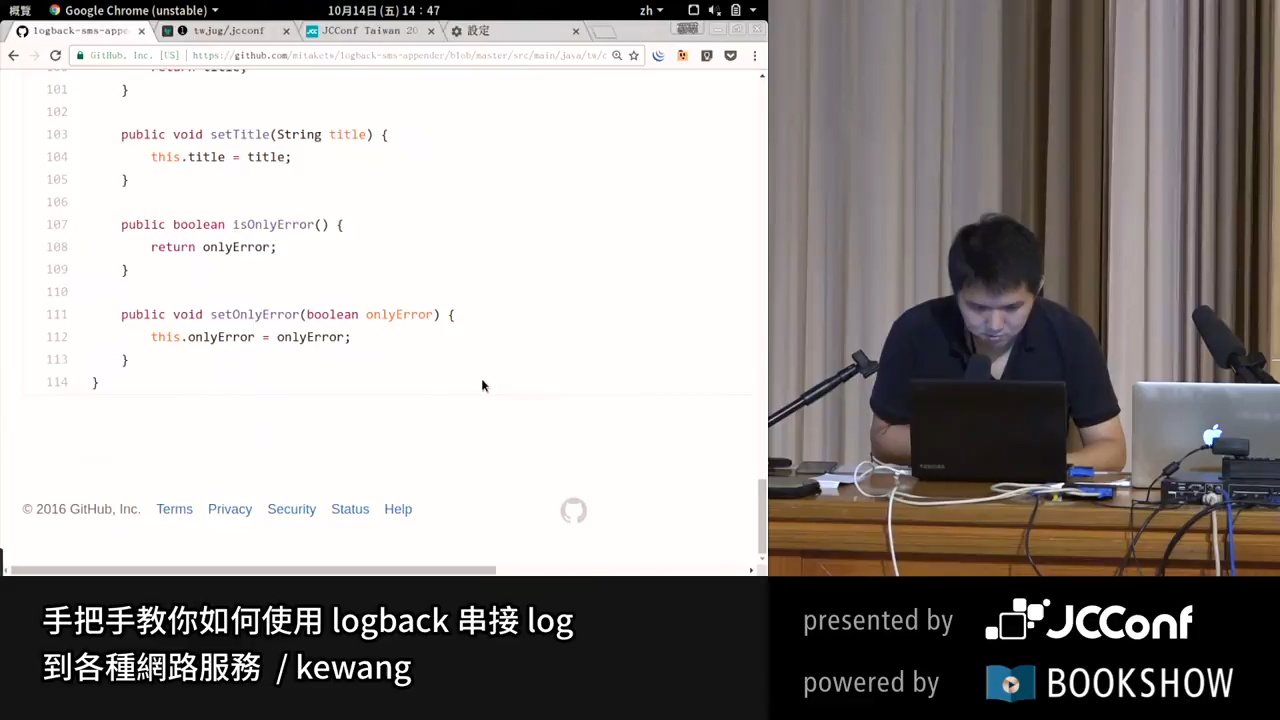 概覽 Google Chrome (unstable) 10月14日 (五) 14：47 zh
logback-sms-appe twjug/jcconf JCConf Taiwan 20 設定
GitHub, Inc. [US] https://github.com/mitaketw/logback-sms-appender/blob/master/src/main/java/tw/c
101 }
102
103 public void setTitle(String title) {
104 this.title = title;
105 }
106
107 public boolean isOnlyError() {
108 return onlyError;
109 }
110
111 public void setOnlyError(boolean onlyError) {
112 this.onlyError = onlyError;
113 }
114 }
© 2016 GitHub, Inc. Terms Privacy Security Status Help
TOSHIBA
手把手教你如何使用 logback 串接 log
到各種網路服務 / kewang
presented by JCConf
powered by BOOKSHOW